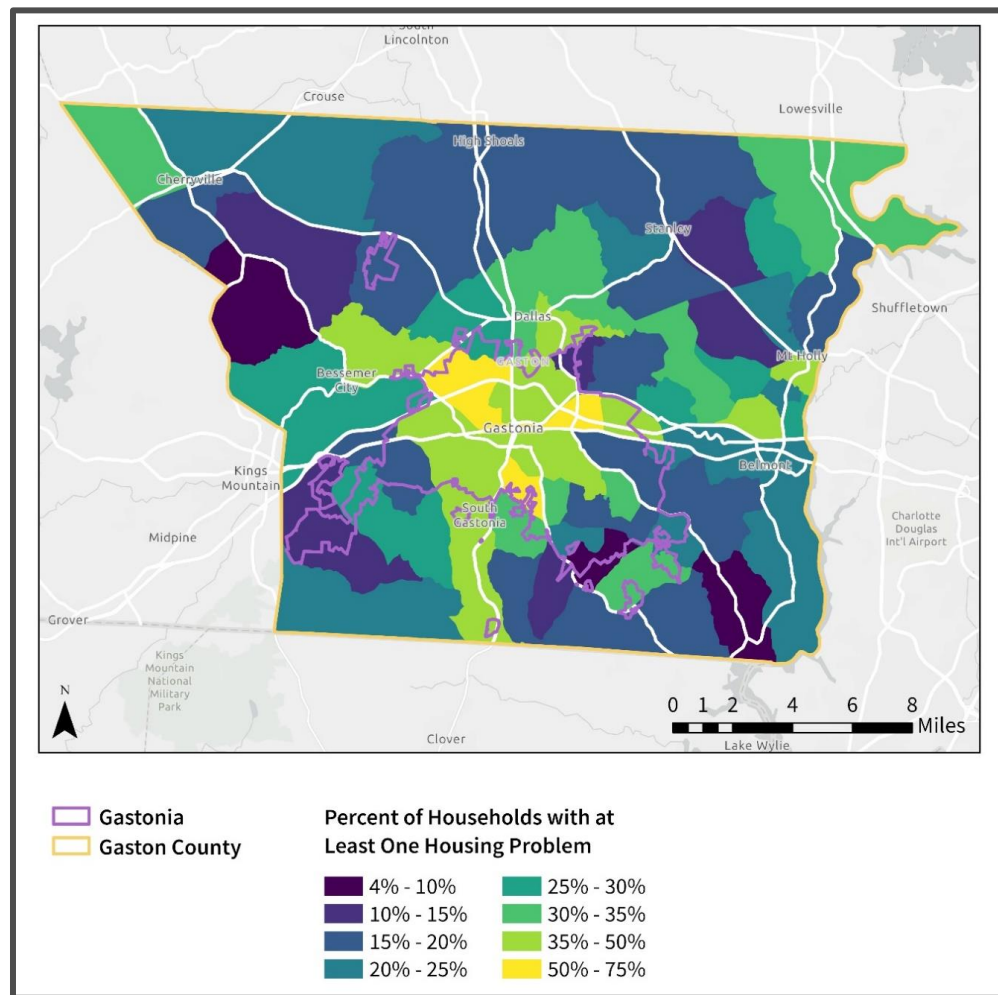 South
Lincolnton
Crouse
Lowesville
High Shoals
Cherryville
Stanley
Shuffletown
Dallas
Mt Holly
GASTON
Bessemer
City
Gastonia
Belmont
Kings
Mountain
South
Gastonia
Charlotte
Douglas
Int'l Airport
Midpine
Grover
Kings
Mountain
National
Military
Park
N
0 1 2 4 6 8
Miles
Clover
Lake Wylie
Gastonia
Gaston County
Percent of Households with at
Least One Housing Problem
4% - 10%
10% - 15%
15% - 20%
20% - 25%
25% - 30%
30% - 35%
35% - 50%
50% - 75%